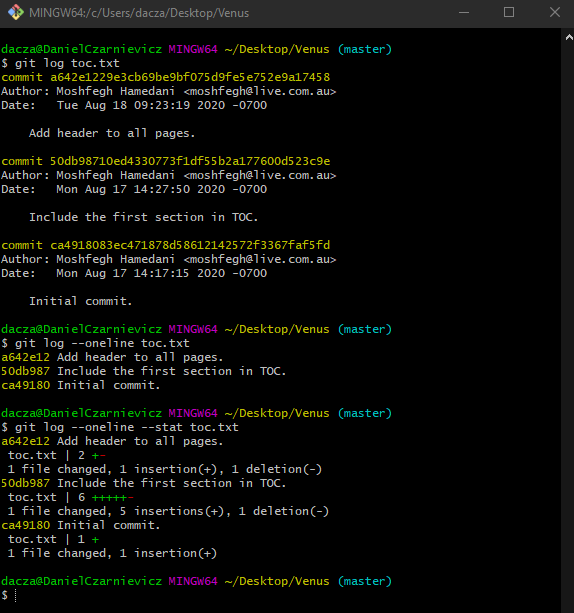 MINGW64:/c/Users/dacza/Desktop/Venus
dacza@DanielCzarnievicz MINGW64 ~/Desktop/Venus (master)
$ git log toc.txt
commit a642e1229e3cb69be9bf075d9fe5e752e9a17458
Author: Moshfegh Hamedani <moshfegh@live.com.au>
Date:   Tue Aug 18 09:23:19 2020 -0700
    Add header to all pages.
commit 50db98710ed4330773f1df55b2a177600d523c9e
Author: Moshfegh Hamedani <moshfegh@live.com.au>
Date:   Mon Aug 17 14:27:50 2020 -0700
    Include the first section in TOC.
commit ca4918083ec471878d58612142572f3367faf5fd
Author: Moshfegh Hamedani <moshfegh@live.com.au>
Date:   Mon Aug 17 14:17:15 2020 -0700
    Initial commit.
dacza@DanielCzarnievicz MINGW64 ~/Desktop/Venus (master)
$ git log --oneline toc.txt
a642e12 Add header to all pages.
50db987 Include the first section in TOC.
ca49180 Initial commit.
dacza@DanielCzarnievicz MINGW64 ~/Desktop/Venus (master)
$ git log --oneline --stat toc.txt
a642e12 Add header to all pages.
 toc.txt | 2 +-
 1 file changed, 1 insertion(+), 1 deletion(-)
50db987 Include the first section in TOC.
 toc.txt | 6 +++++-
 1 file changed, 5 insertions(+), 1 deletion(-)
ca49180 Initial commit.
 toc.txt | 1 +
 1 file changed, 1 insertion(+)
dacza@DanielCzarnievicz MINGW64 ~/Desktop/Venus (master)
$